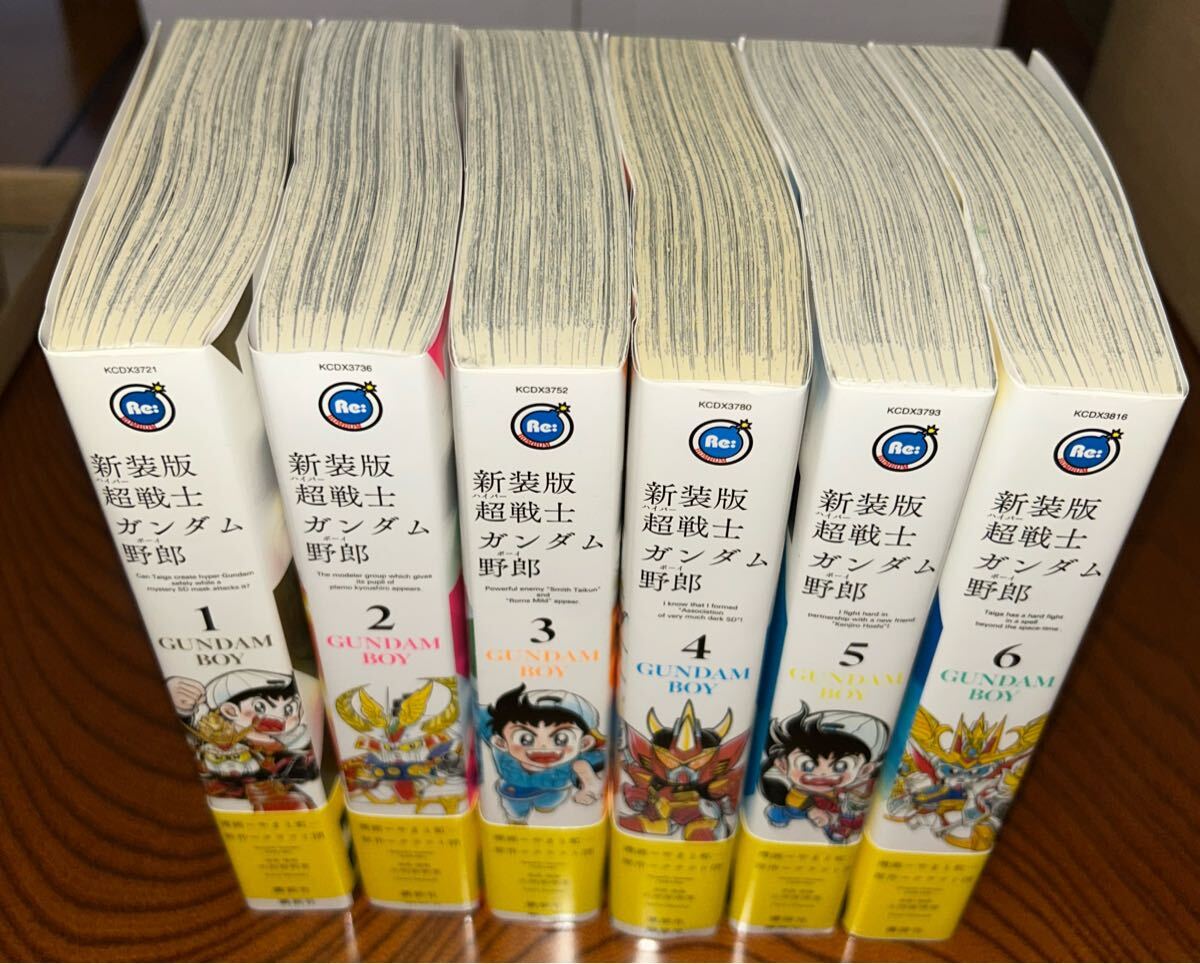 KCDX3721
Re:
新装版
ハイパー
超戦士
ガンダム
ボーイ
野郎
Can Taiga create hyper Gundam
safely while a
mystery SD mask attacks it?
1
GUNDAM
BOY
KCDX3736
Re:
新装版
ハイパー
超戦士
ガンダム
ボーイ
野郎
The modeler group which gives
its pupil of
plamo kyoushiro appears.
2
GUNDAM
BOY
KCDX3752
Re:
新装版
ハイパー
超戦士
ガンダム
ボーイ
野郎
Powerful enemy "Smith Taikun"
and
"Roma Mild" appear.
3
GUNDAM
BOY
KCDX3780
Re:
新装版
ハイパー
超戦士
ガンダム
ボーイ
野郎
I know that I formed
"Association
of very much dark SD"!
4
GUNDAM
BOY
KCDX3793
Re:
新装版
ハイパー
超戦士
ガンダム
ボーイ
野郎
I fight hard in
partnership with a new friend
"Kenjiro Hoshi"!
5
GUNDAM
BOY
KCDX3816
Re:
新装版
ハイパー
超戦士
ガンダム
ボーイ
野郎
Taiga has a hard fight
in a spell
beyond the space-time.
6
GUNDAM
BOY